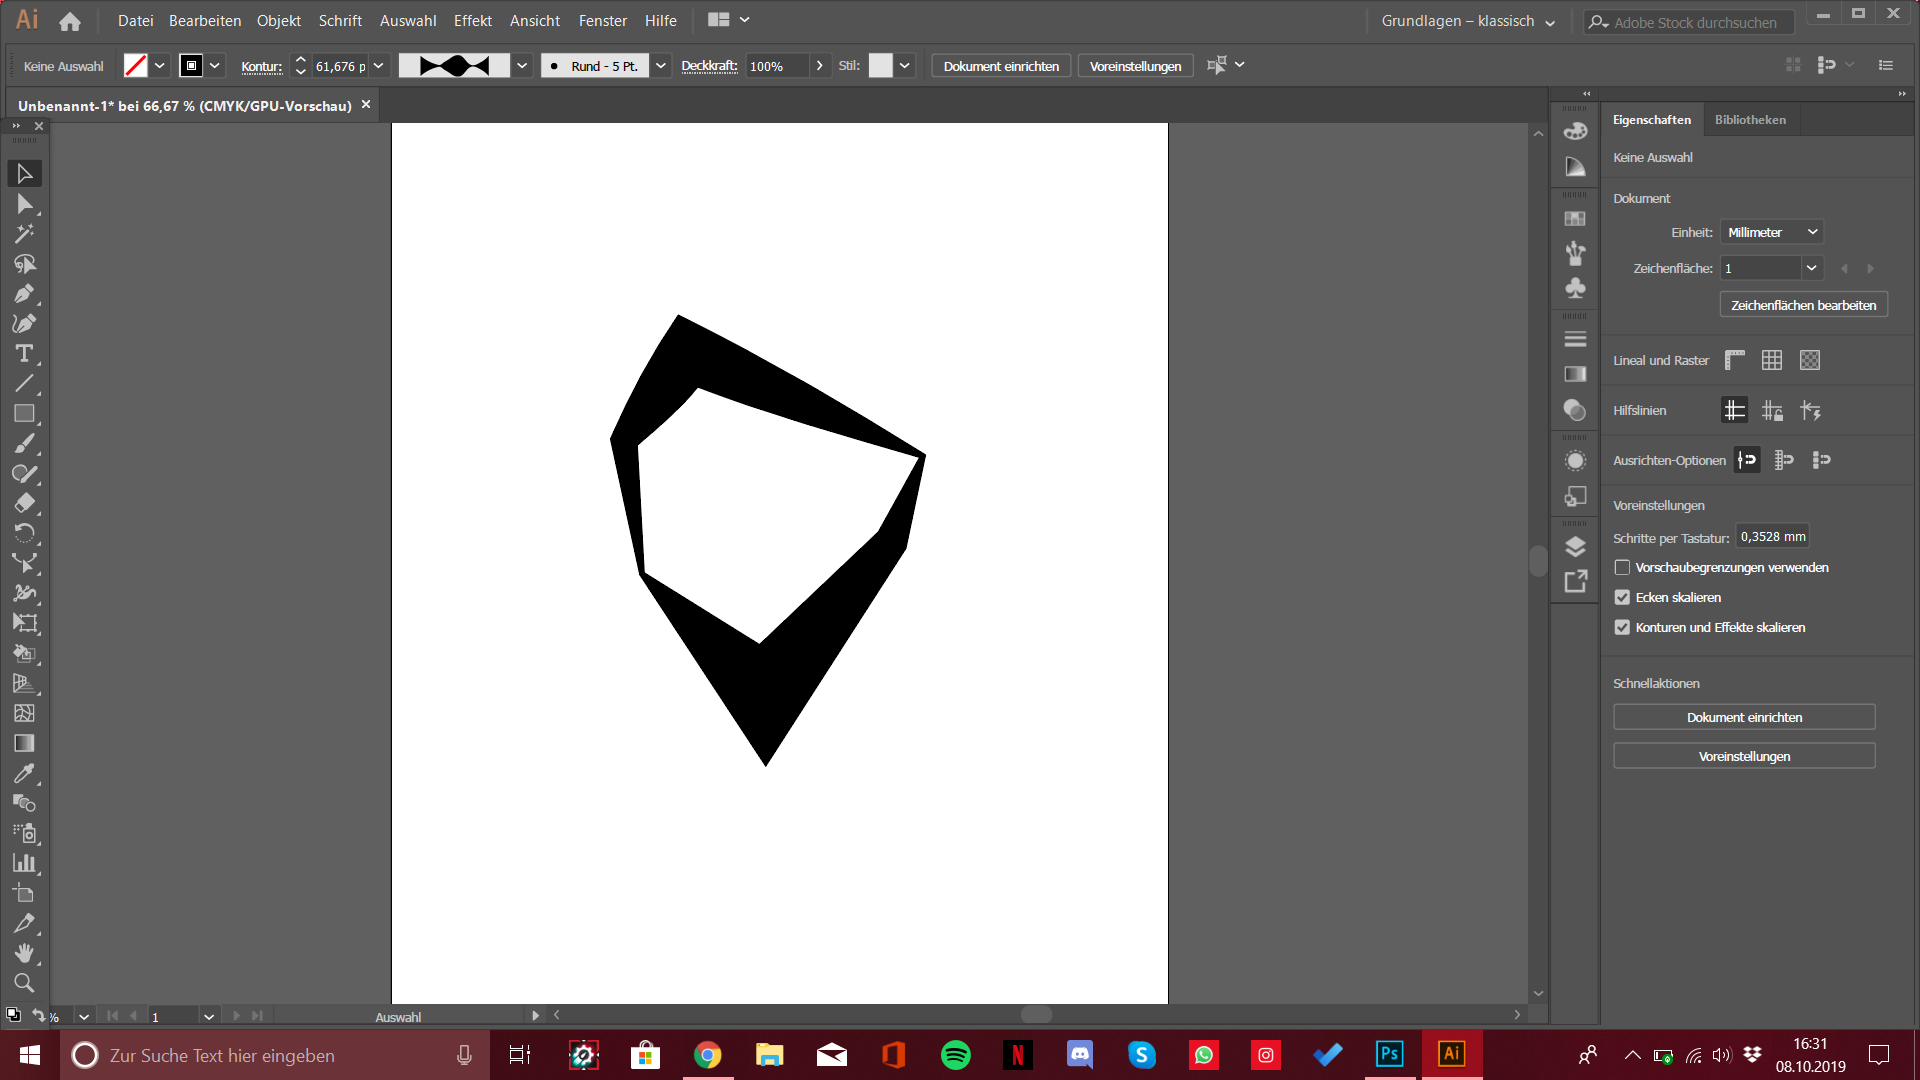 Ai Datei Bearbeiten Objekt Schrift Auswahl Effekt Ansicht Fenster Hilfe Grundlagen – klassisch Adobe Stock durchsuchen
Keine Auswahl Kontur: 61,676 p Rund - 5 Pt. Deckkraft: 100% Stil: Dokument einrichten Voreinstellungen
Unbenannt-1* bei 66,67 % (CMYK/GPU-Vorschau)
Eigenschaften Bibliotheken
Keine Auswahl
Dokument
Einheit: Millimeter
Zeichenfläche: 1
Zeichenflächen bearbeiten
Lineal und Raster
Hilfslinien
Ausrichten-Optionen
Voreinstellungen
Schritte per Tastatur: 0,3528 mm
Vorschaubegrenzungen verwenden
Ecken skalieren
Konturen und Effekte skalieren
Schnellaktionen
Dokument einrichten
Voreinstellungen
% 1 Auswahl
Zur Suche Text hier eingeben
Ps Ai
16:31
08.10.2019